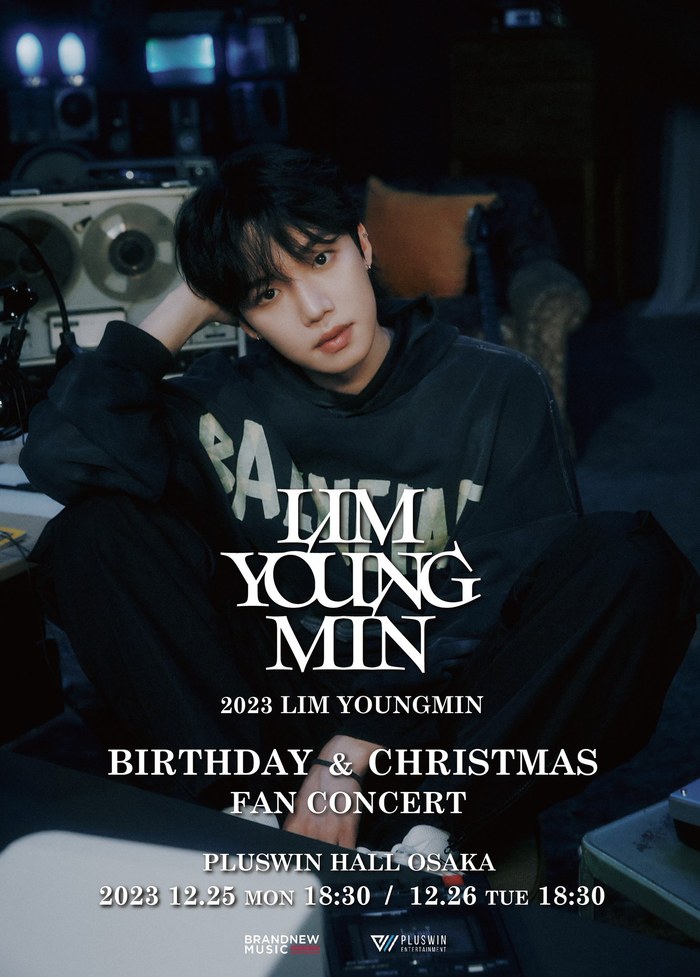 LIM
YOUNG
MIN
2023 LIM YOUNGMIN
BIRTHDAY & CHRISTMAS
FAN CONCERT
PLUSWIN HALL OSAKA
2023 12.25 MON 18:30 / 12.26 TUE 18:30
BRANDNEW
MUSIC
PLUSWIN
ENTERTAINMENT